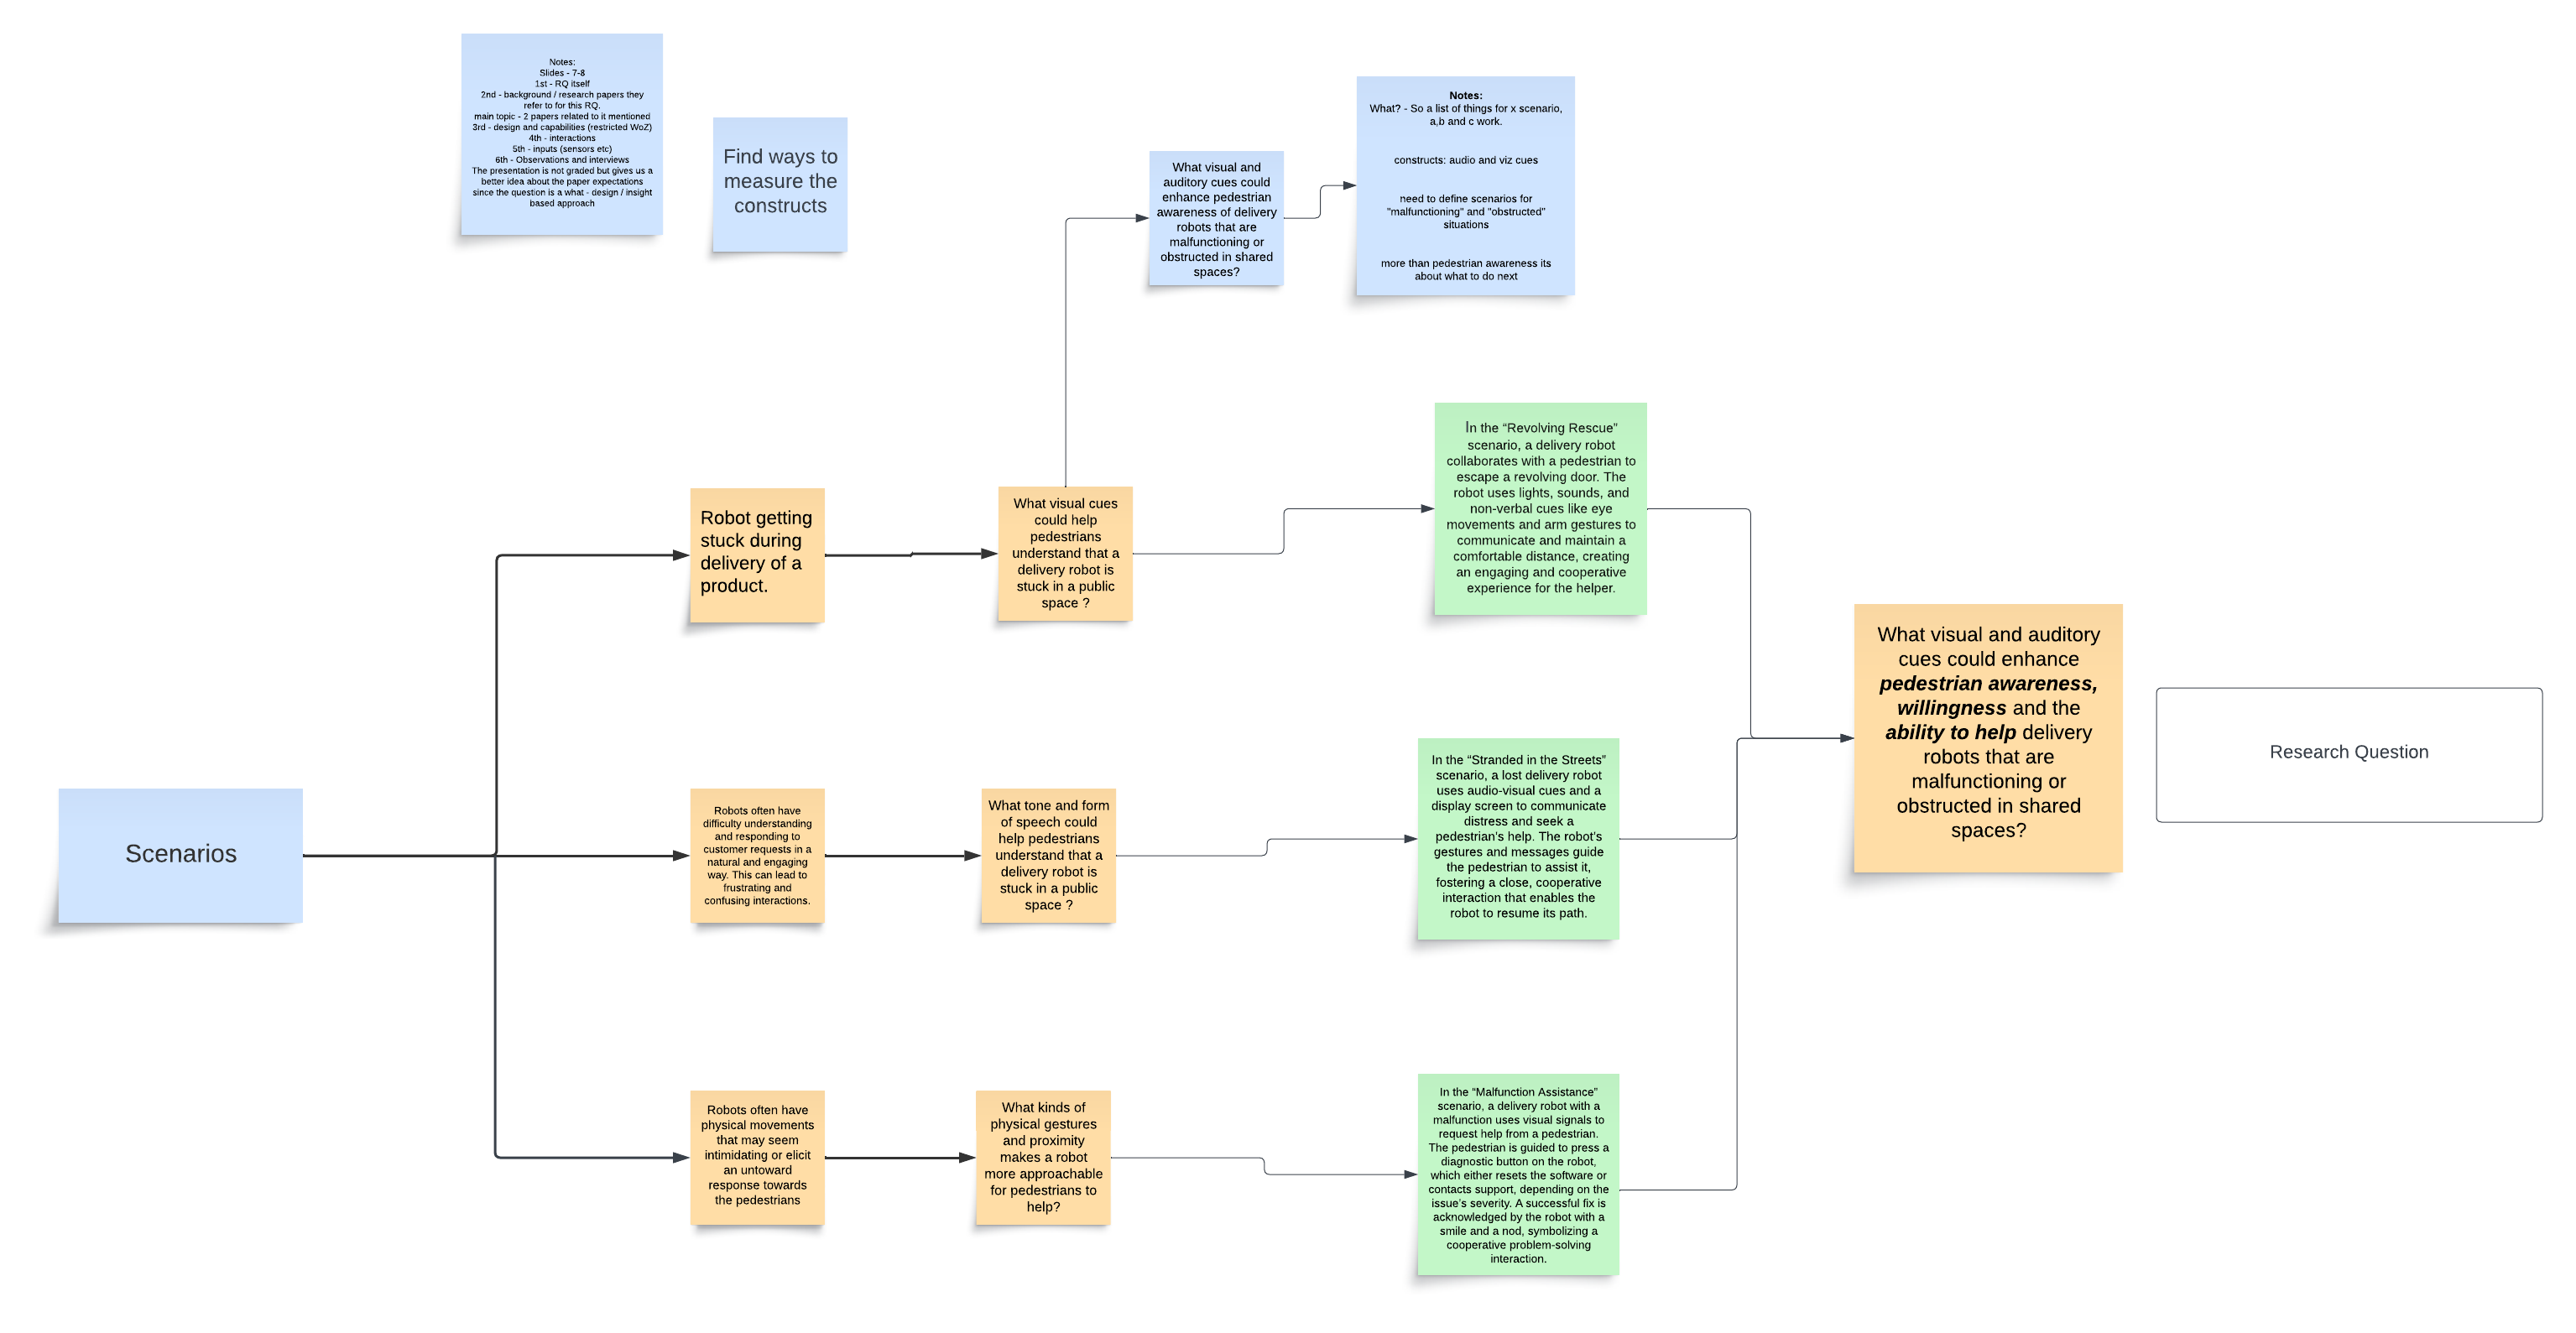 Notes:
Slides - 7-8
1st - RQ itself
2nd - background / research papers they
refer to for this RQ.
main topic - 2 papers related to it mentioned
3rd - design and capabilities (restricted WoZ)
4th - interactions
5th - inputs (sensors etc)
6th - Observations and interviews
The presentation is not graded but gives us a
better idea about the paper expectations
since the question is a what - design / insight
based approach
Find ways to
measure the
constructs
What visual and
auditory cues could
enhance pedestrian
awareness of delivery
robots that are
malfunctioning or
obstructed in shared
spaces?
Notes:
What? - So a list of things for x scenario,
a,b and c work.
constructs: audio and viz cues
need to define scenarios for
"malfunctioning" and "obstructed"
situations
more than pedestrian awareness its
about what to do next
Scenarios
Robot getting
stuck during
delivery of a
product.
What visual cues
could help
pedestrians
understand that a
delivery robot is
stuck in a public
space ?
In the “Revolving Rescue”
scenario, a delivery robot
collaborates with a pedestrian to
escape a revolving door. The
robot uses lights, sounds, and
non-verbal cues like eye
movements and arm gestures to
communicate and maintain a
comfortable distance, creating
an engaging and cooperative
experience for the helper.
Robots often have
difficulty understanding
and responding to
customer requests in a
natural and engaging
way. This can lead to
frustrating and
confusing interactions.
What tone and form
of speech could
help pedestrians
understand that a
delivery robot is
stuck in a public
space ?
In the “Stranded in the Streets”
scenario, a lost delivery robot
uses audio-visual cues and a
display screen to communicate
distress and seek a
pedestrian's help. The robot's
gestures and messages guide
the pedestrian to assist it,
fostering a close, cooperative
interaction that enables the
robot to resume its path.
Robots often have
physical movements
that may seem
intimidating or elicit
an untoward
response towards
the pedestrians
What kinds of
physical gestures
and proximity
makes a robot
more approachable
for pedestrians to
help?
In the “Malfunction Assistance”
scenario, a delivery robot with a
malfunction uses visual signals to
request help from a pedestrian.
The pedestrian is guided to press a
diagnostic button on the robot,
which either resets the software or
contacts support, depending on the
issue's severity. A successful fix is
acknowledged by the robot with a
smile and a nod, symbolizing a
cooperative problem-solving
interaction.
What visual and auditory
cues could enhance
pedestrian awareness,
willingness and the
ability to help delivery
robots that are
malfunctioning or
obstructed in shared
spaces?
Research Question